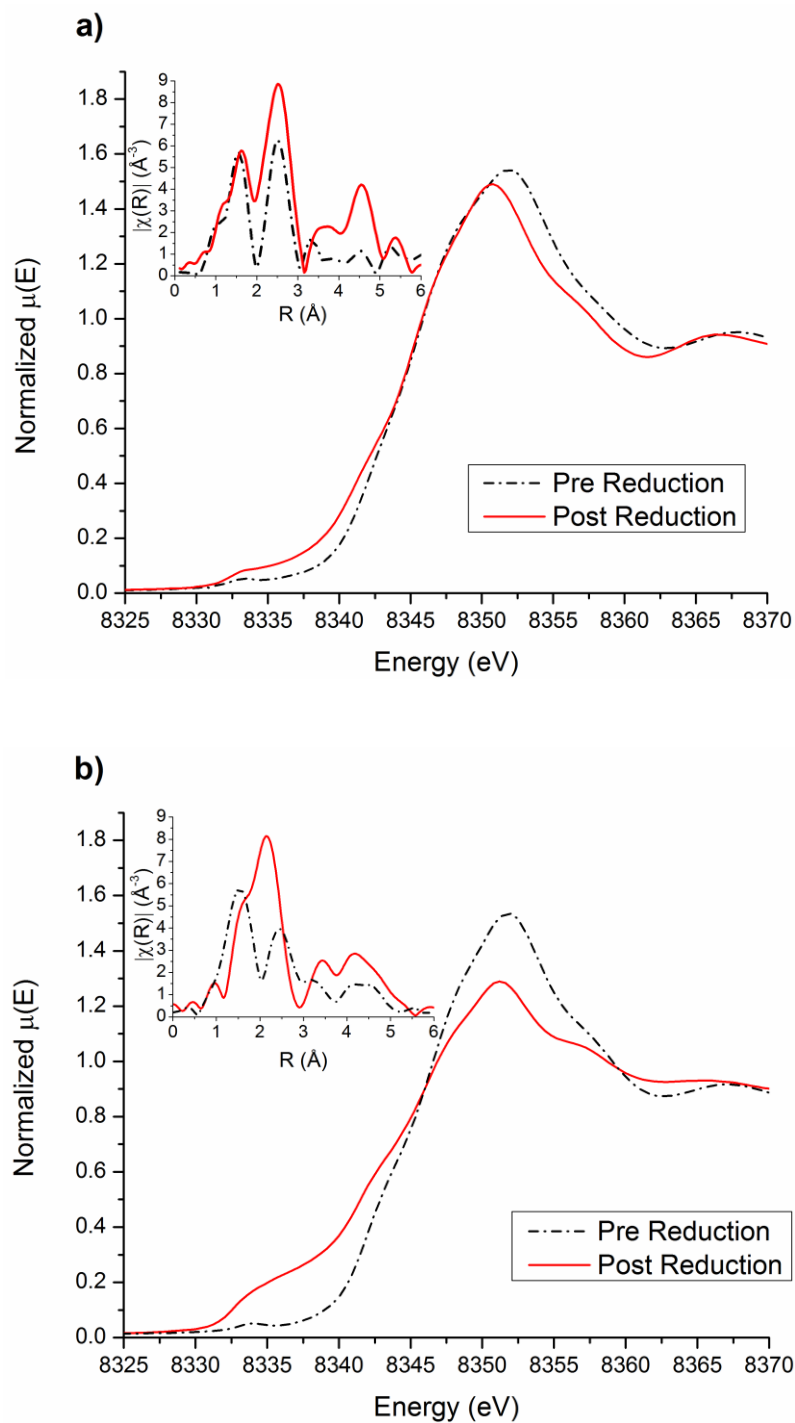 a)
Normalized μ(E)
1.8
1.6
1.4
1.2
1.0
0.8
0.6
0.4
0.2
0.0
|χ(R)| (Å-3)
9
8
7
6
5
4
3
2
1
0
0 1 2 3 4 5 6
R (Å)
Pre Reduction
Post Reduction
8325 8330 8335 8340 8345 8350 8355 8360 8365 8370
Energy (eV)
b)
Normalized μ(E)
1.8
1.6
1.4
1.2
1.0
0.8
0.6
0.4
0.2
0.0
|χ(R)| (Å-3)
9
8
7
6
5
4
3
2
1
0
0 1 2 3 4 5 6
R (Å)
Pre Reduction
Post Reduction
8325 8330 8335 8340 8345 8350 8355 8360 8365 8370
Energy (eV)